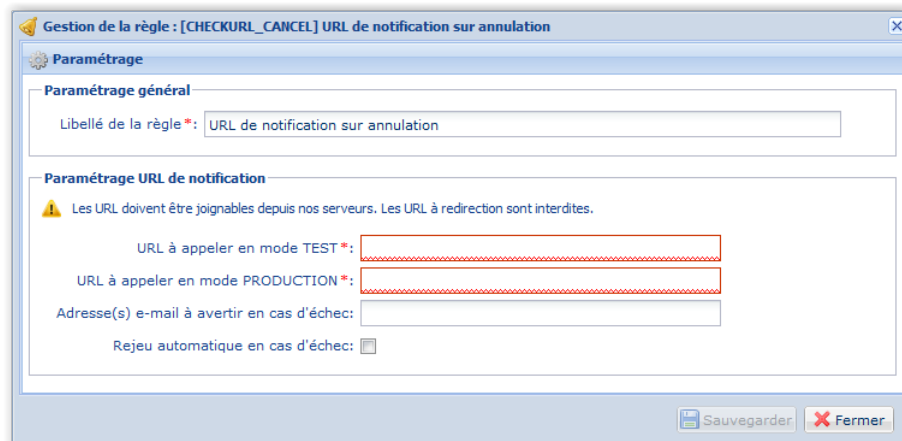 Gestion de la règle : [CHECKURL_CANCEL] URL de notification sur annulation
Paramétrage
Paramétrage général
Libellé de la règle*: URL de notification sur annulation
Paramétrage URL de notification
Les URL doivent être joignables depuis nos serveurs. Les URL à redirection sont interdites.
URL à appeler en mode TEST*:
URL à appeler en mode PRODUCTION*:
Adresse(s) e-mail à avertir en cas d'échec:
Rejeu automatique en cas d'échec:
Sauvegarder Fermer